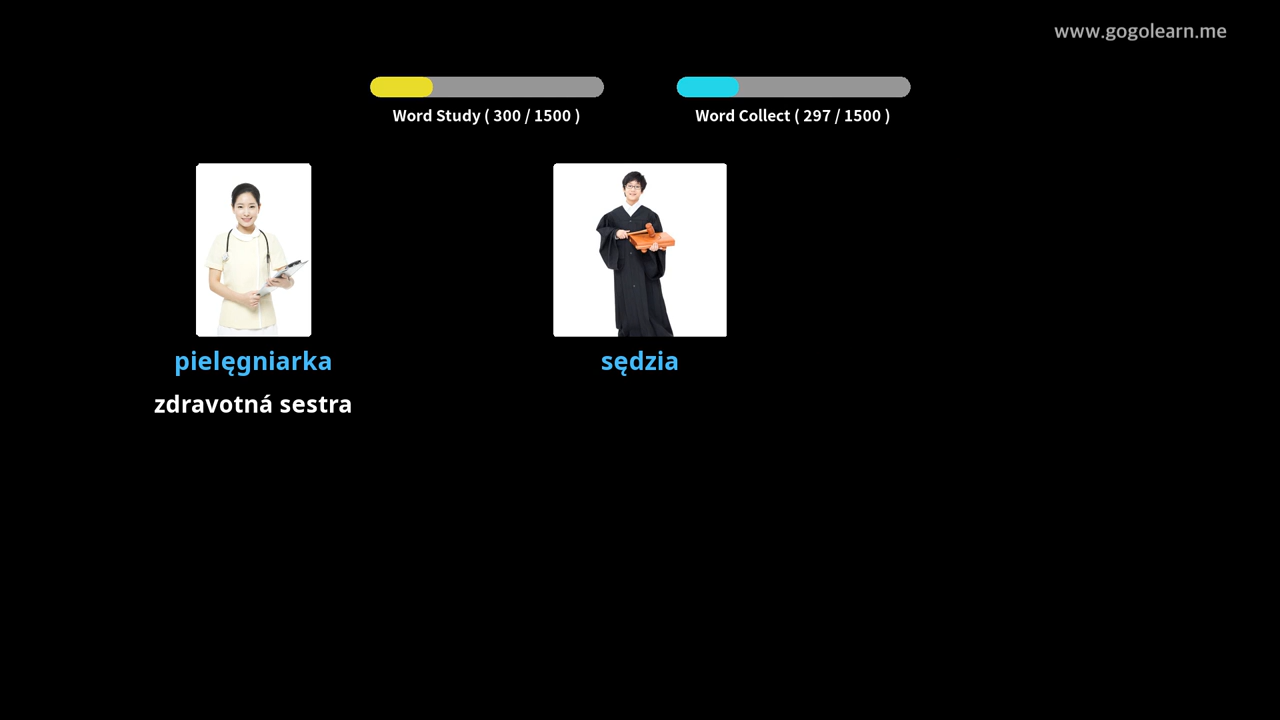 www.gogolearn.me
Word Study ( 300 / 1500 )
Word Collect ( 297 / 1500 )
pielęgniarka
sędzia
zdravotná sestra